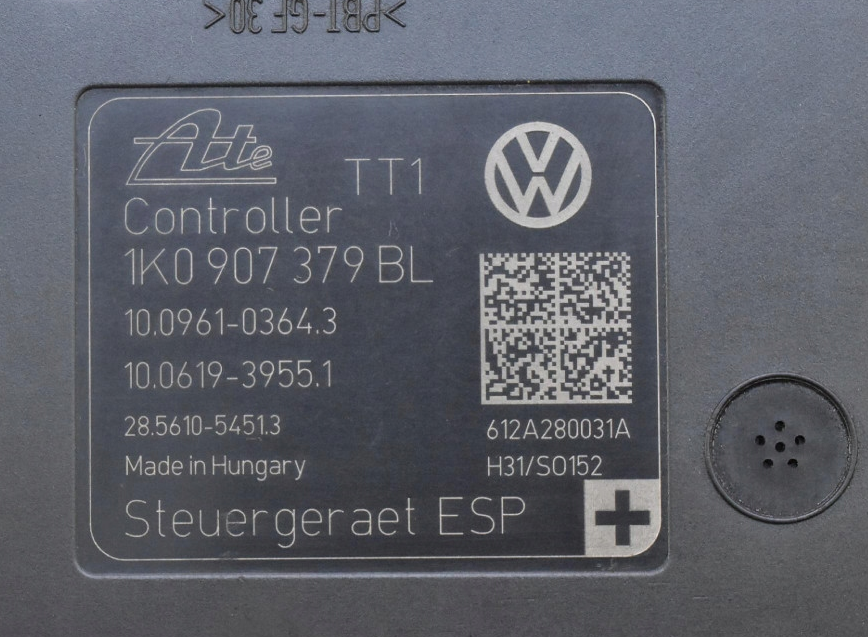 >PBT-GF 30<
Ate
TT1
Controller
1K0 907 379 BL
10.0961-0364.3
10.0619-3955.1
28.5610-5451.3
612A280031A
Made in Hungary
H31/SO152
Steuergeraet ESP